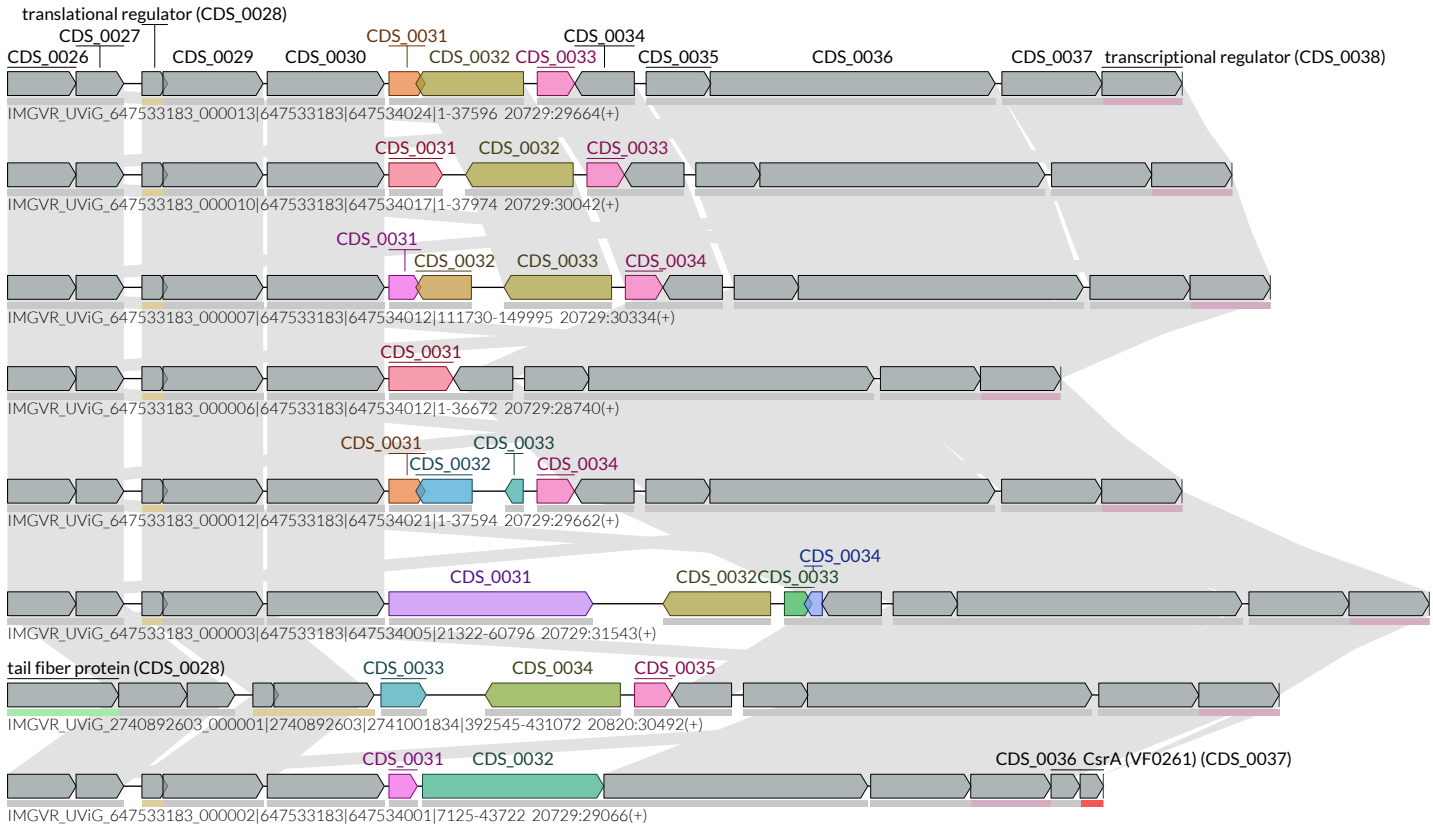 translational regulator (CDS_0028)
CDS_0027 CDS_0031 CDS_0034
CDS_0026 CDS_0029 CDS_0030 CDS_0032 CDS_0033 CDS_0035 CDS_0036 CDS_0037 transcriptional regulator (CDS_0038)
IMGVR_UViG_647533183_000013|647533183|647534024|1-37596 20729:29664(+)
CDS_0031 CDS_0032 CDS_0033
IMGVR_UViG_647533183_000010|647533183|647534017|1-37974 20729:30042(+)
CDS_0031
CDS_0032 CDS_0033 CDS_0034
IMGVR_UViG_647533183_000007|647533183|647534012|111730-149995 20729:30334(+)
CDS_0031
IMGVR_UViG_647533183_000006|647533183|647534012|1-36672 20729:28740(+)
CDS_0031 CDS_0033
CDS_0032 CDS_0034
IMGVR_UViG_647533183_000012|647533183|647534021|1-37594 20729:29662(+)
CDS_0034
CDS_0031 CDS_0032 CDS_0033
IMGVR_UViG_647533183_000003|647533183|647534005|21322-60796 20729:31543(+)
tail fiber protein (CDS_0028) CDS_0033 CDS_0034 CDS_0035
IMGVR_UViG_2740892603_000001|2740892603|2741001834|392545-431072 20820:30492(+)
CDS_0031 CDS_0032 CDS_0036 CsrA (VF0261) (CDS_0037)
IMGVR_UViG_647533183_000002|647533183|647534001|7125-43722 20729:29066(+)